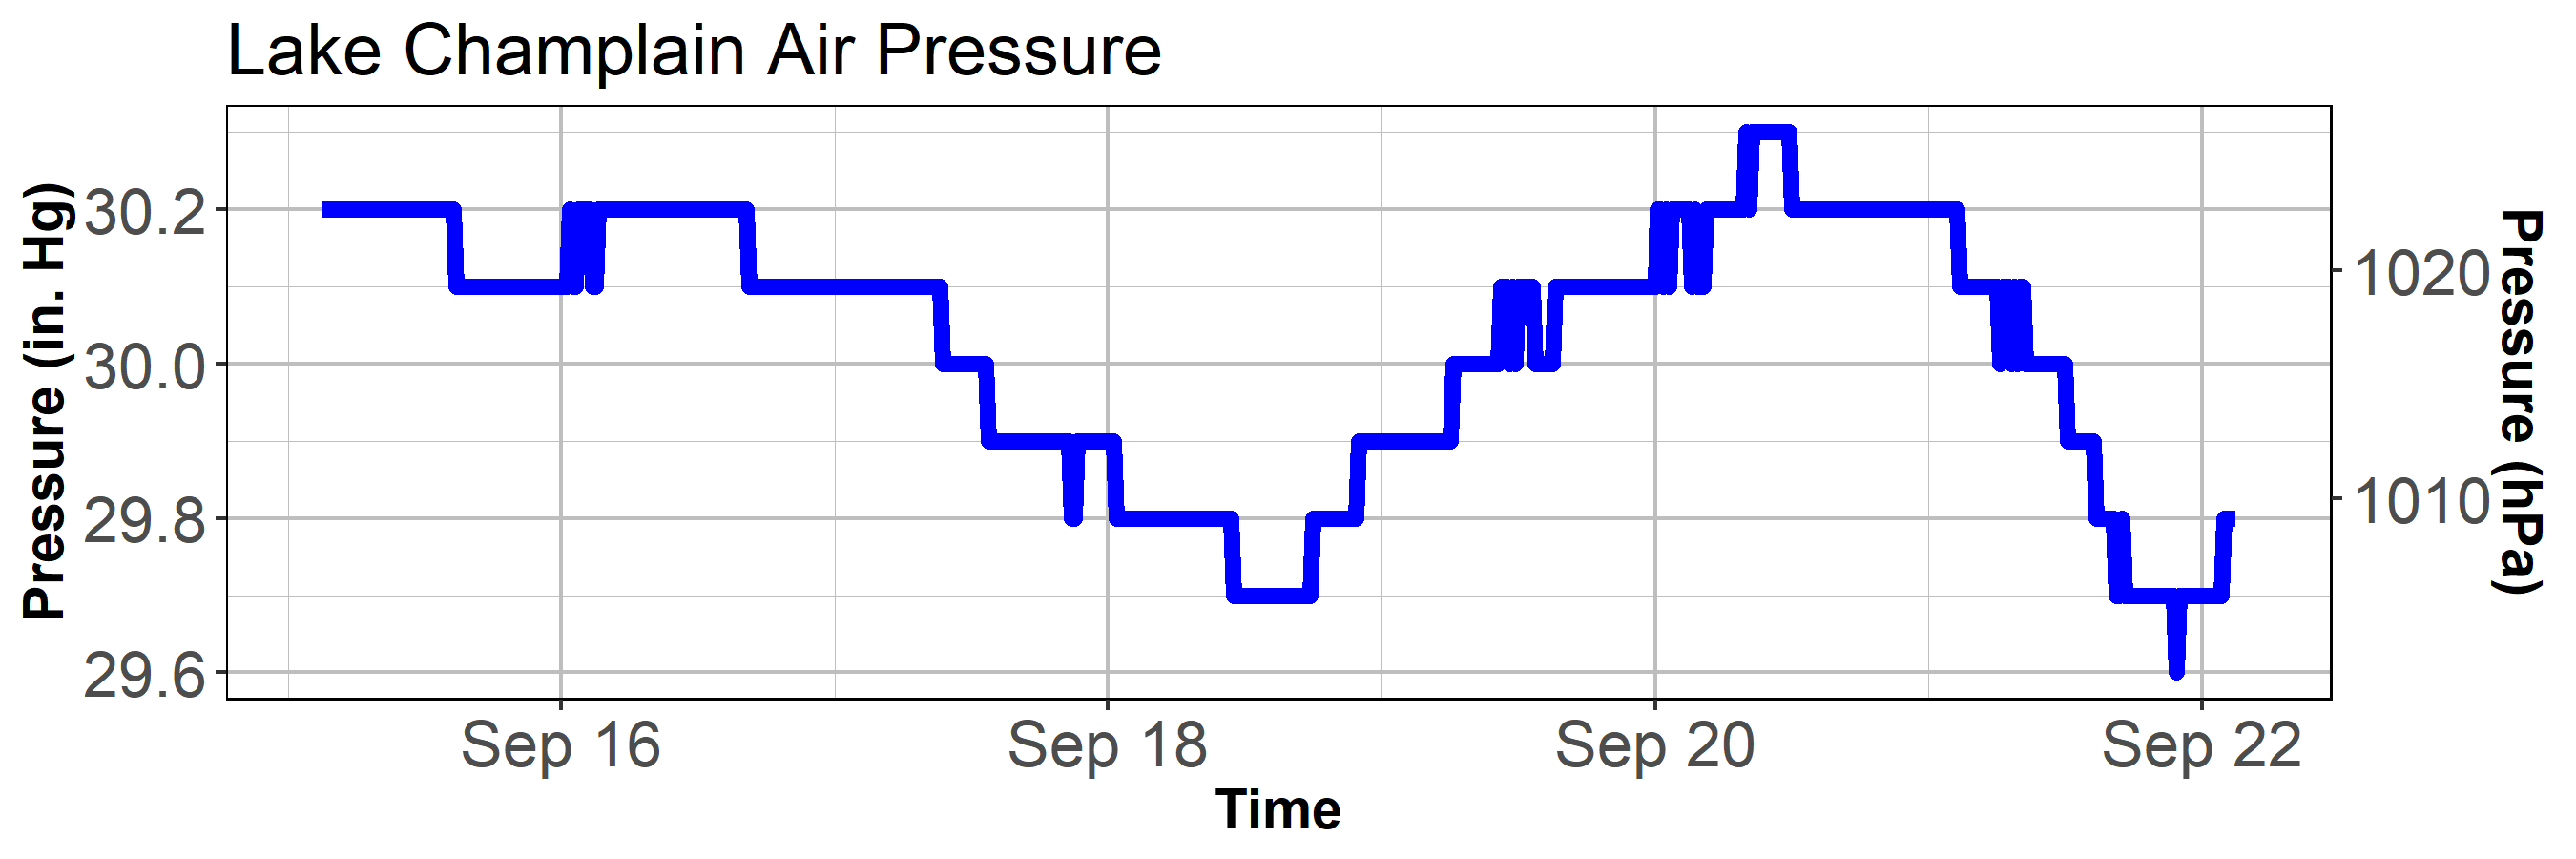 Lake Champlain Air Pressure
Pressure (in. Hg)
30.2
30.0
29.8
29.6
1020
1010
Pressure (hPa)
Sep 16
Sep 18
Sep 20
Sep 22
Time